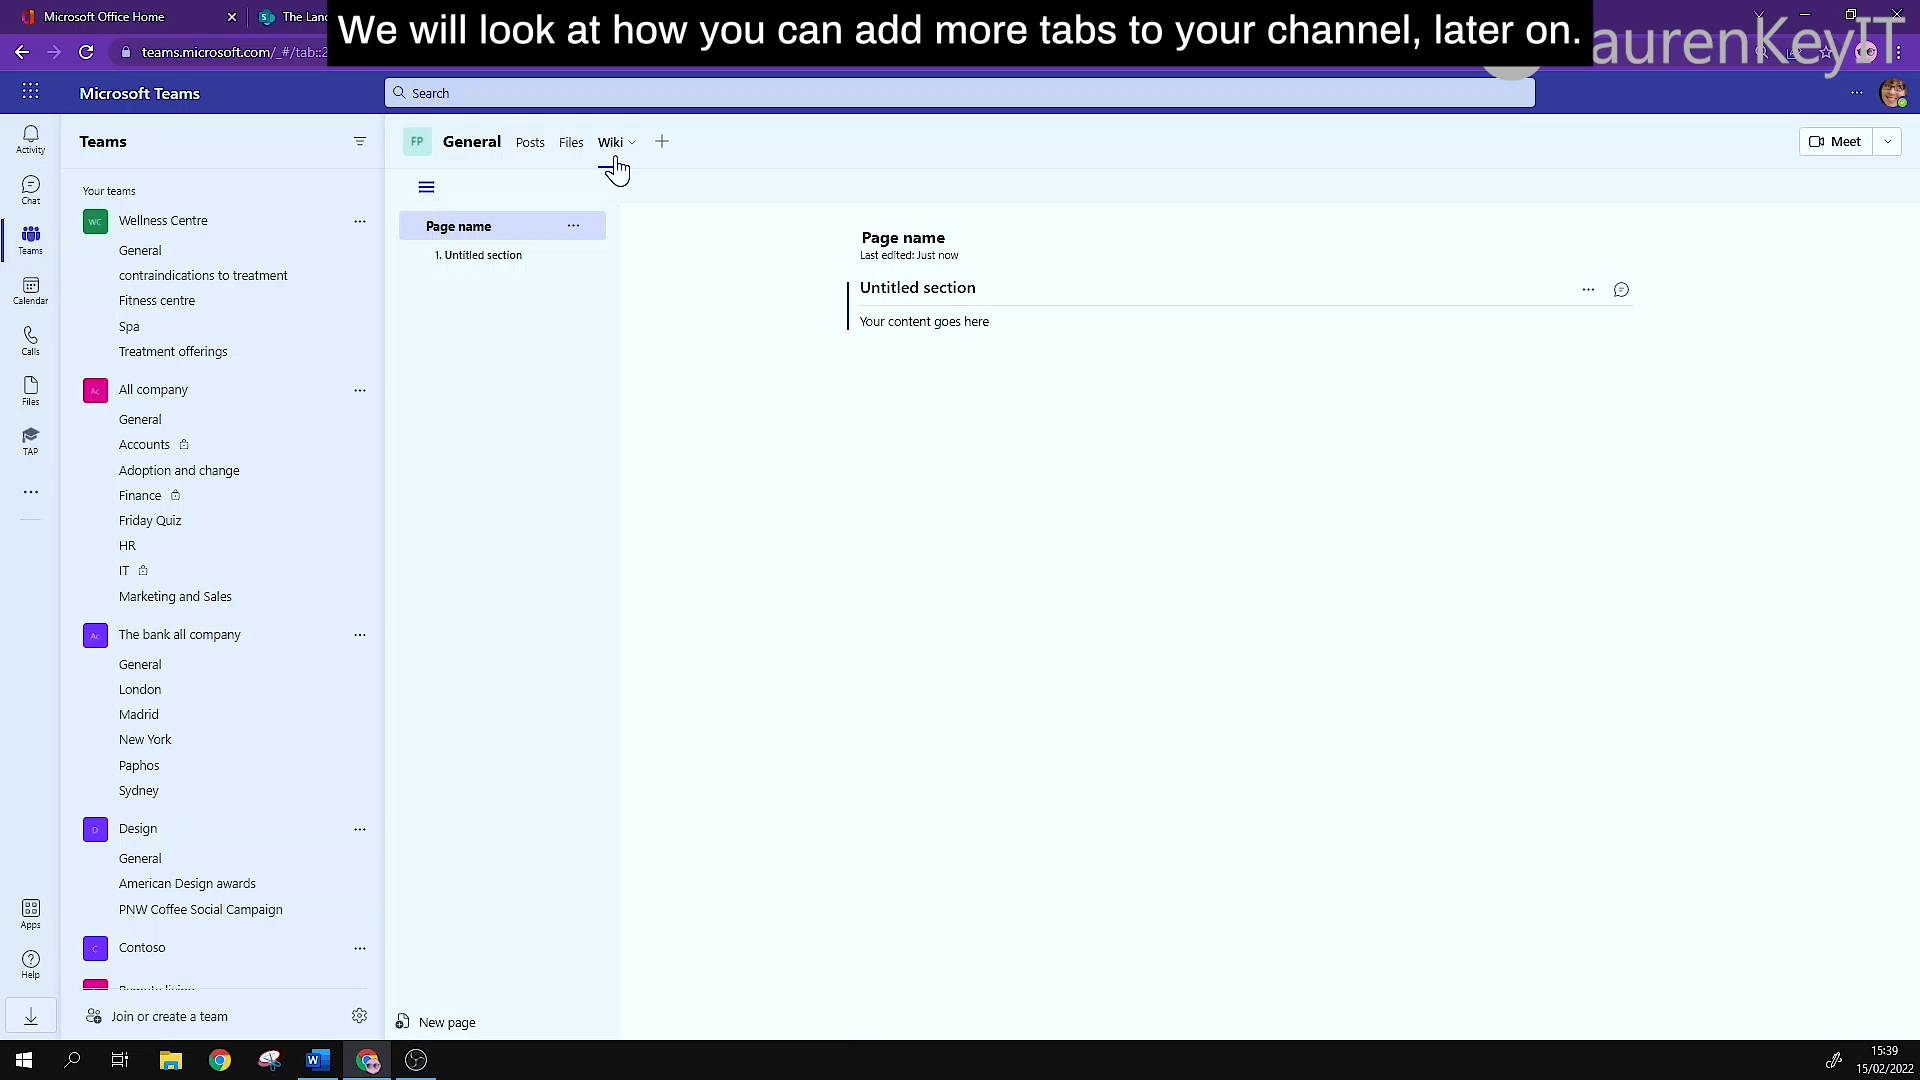 Microsoft Office Home
The Lan
We will look at how you can add more tabs to your channel, later on.
aurenKeyIT
teams.microsoft.com/_#/tab::2
Microsoft Teams
Search
Activity
Chat
Teams
Calendar
Calls
Files
TAP
Apps
Help
Teams
Your teams
WC Wellness Centre
General
contraindications to treatment
Fitness centre
Spa
Treatment offerings
Ac All company
General
Accounts
Adoption and change
Finance
Friday Quiz
HR
IT
Marketing and Sales
Ac The bank all company
General
London
Madrid
New York
Paphos
Sydney
D Design
General
American Design awards
PNW Coffee Social Campaign
C Contoso
Join or create a team
FP General Posts Files Wiki
Meet
Page name
1. Untitled section
New page
Page name
Last edited: Just now
Untitled section
Your content goes here
15:39
15/02/2022